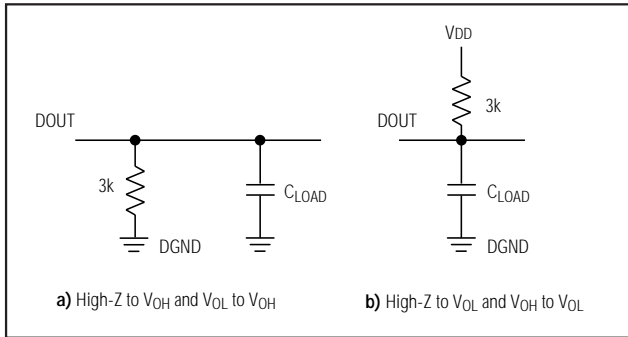 VDD
3k
DOUT
DOUT
3k
CLOAD
CLOAD
DGND
DGND
a) High-Z to VOH and VOL to VOH
b) High-Z to VOL and VOH to VOL